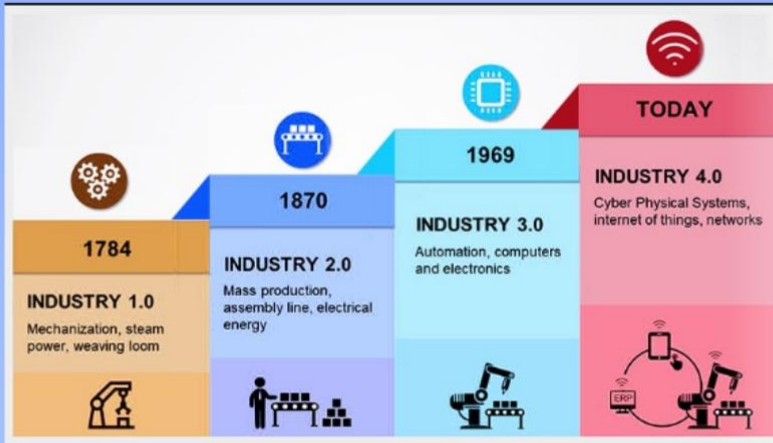 1784
INDUSTRY 1.0
Mechanization, steam
power, weaving loom
1870
INDUSTRY 2.0
Mass production,
assembly line, electrical
energy
1969
INDUSTRY 3.0
Automation, computers
and electronics
TODAY
INDUSTRY 4.0
Cyber Physical Systems,
internet of things, networks
ERP